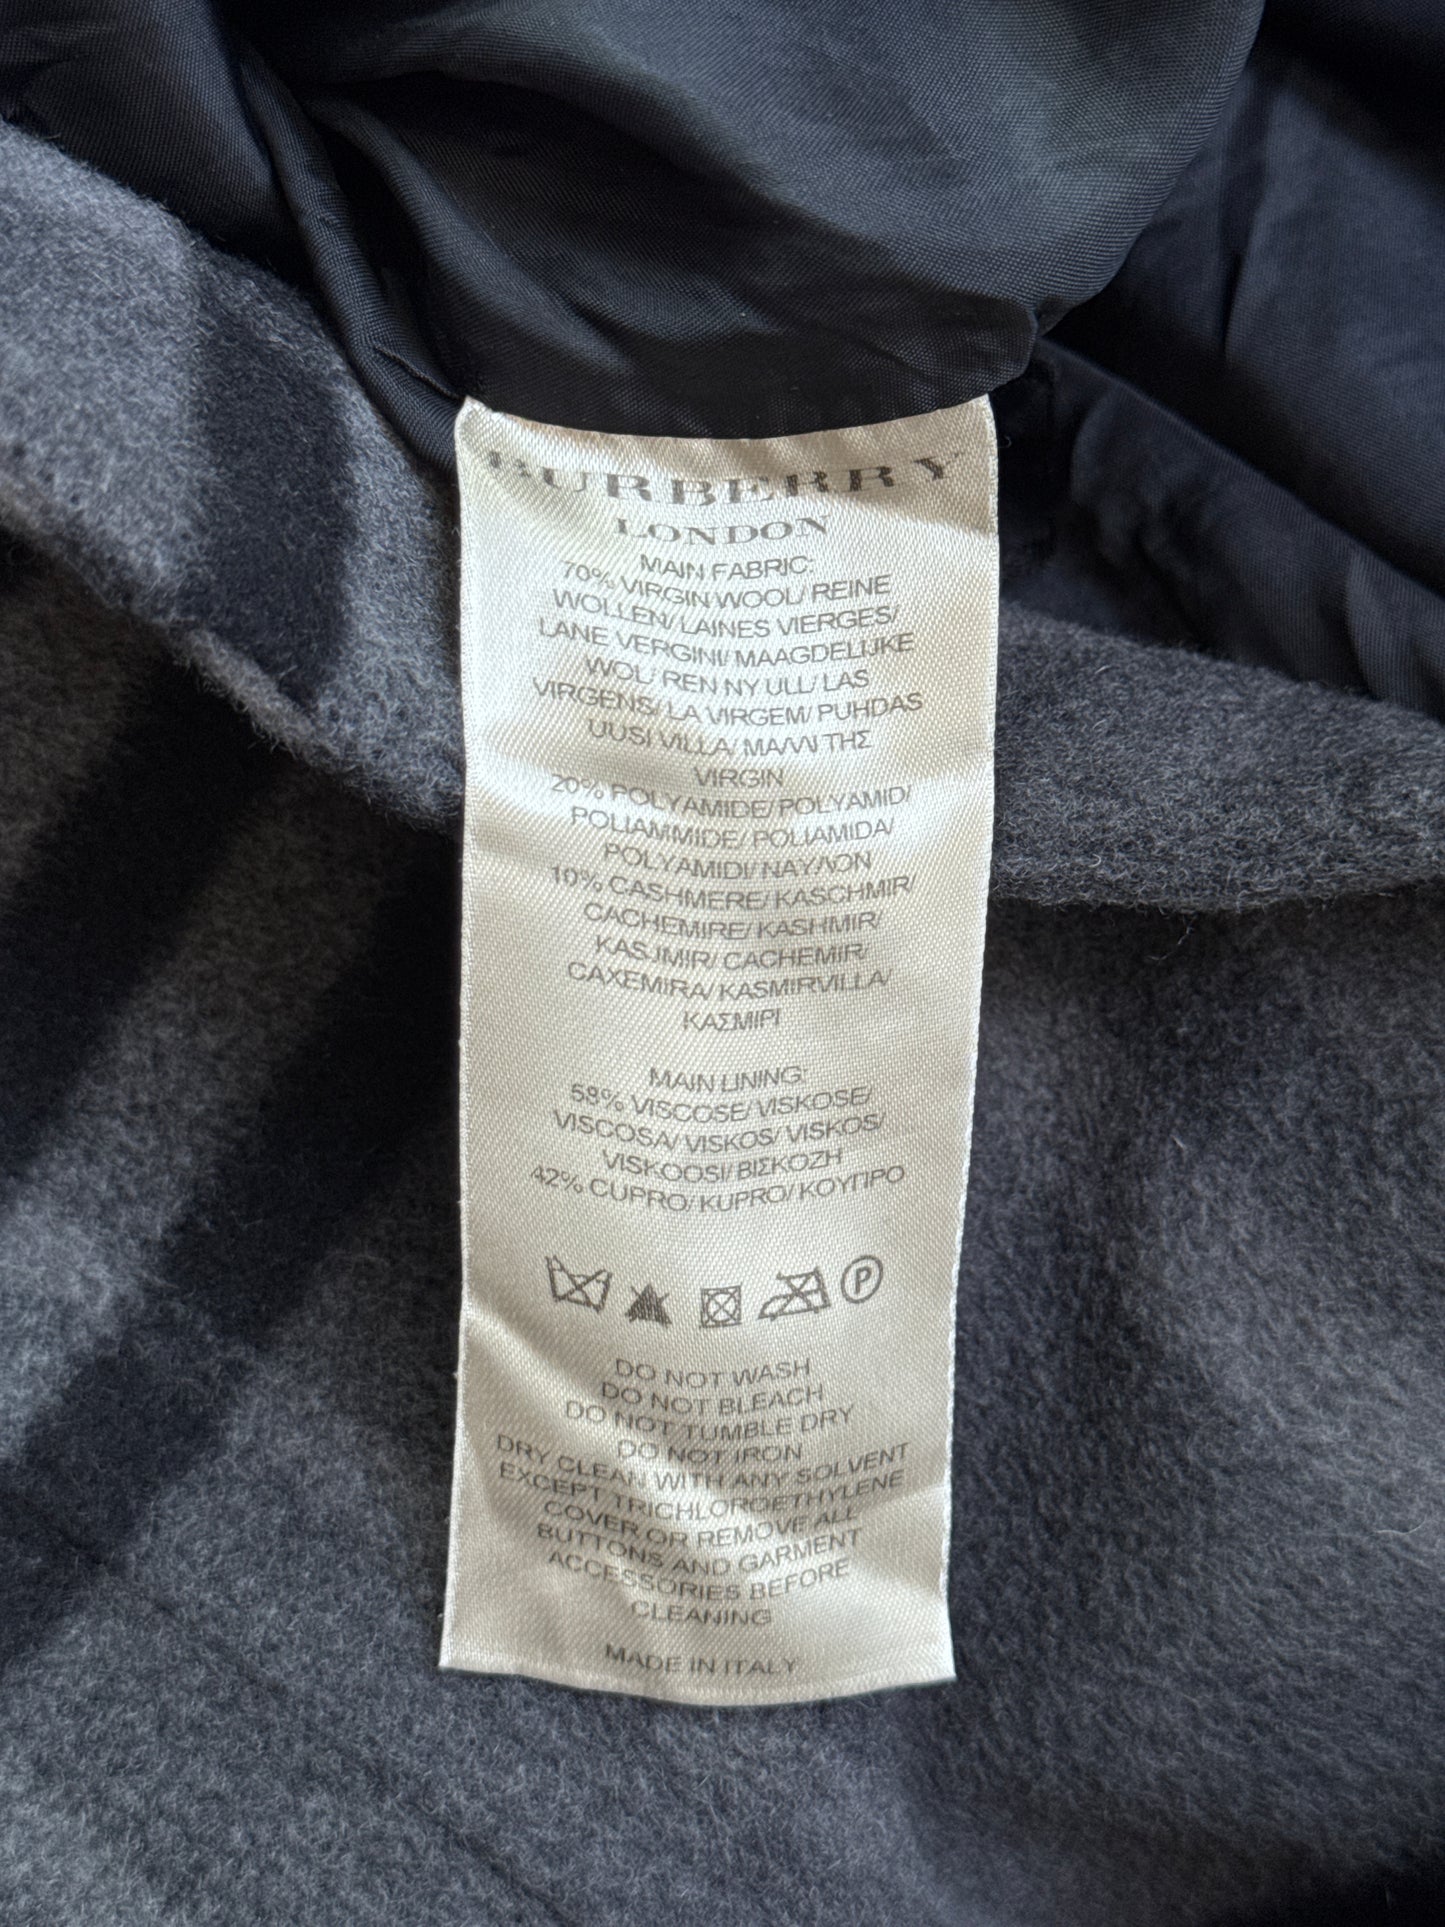 BURBERRY
LONDON
MAIN FABRIC:
70% VIRGIN WOOL/ REINE
WOLLEN/ LAINES VIERGES/
LANE VERGINI/ MAAGDELIJKE
WOL/ REN NY ULL/ LAS
VIRGENS/ LA VIRGEM/ PUHDAS
UUSI VILLA/ ΜΑΛΛΙ ΤΗΣ
VIRGIN
20% POLYAMIDE/ POLYAMID/
POLIAMMIDE/ POLIAMIDA/
POLYAMIDI/ ΝΑΥΛΟΝ
10% CASHMERE/ KASCHMIR/
CACHEMIRE/ KASHMIR/
KASJMIR/ CACHEMIR/
CAXEMIRA/ KASMIRVILLA/
ΚΑΣΜΙΡΙ
MAIN LINING:
58% VISCOSE/ VISKOSE/
VISCOSA/ VISKOS/ VISKOS/
VISKOOSI/ ΒΙΣΚΟΖΗ
42% CUPRO/ KUPRO/ ΚΟΥΠΡΟ
P
DO NOT WASH
DO NOT BLEACH
DO NOT TUMBLE DRY
DO NOT IRON
DRY CLEAN WITH ANY SOLVENT
EXCEPT TRICHLOROETHYLENE
COVER OR REMOVE ALL
BUTTONS AND GARMENT
ACCESSORIES BEFORE
CLEANING
MADE IN ITALY